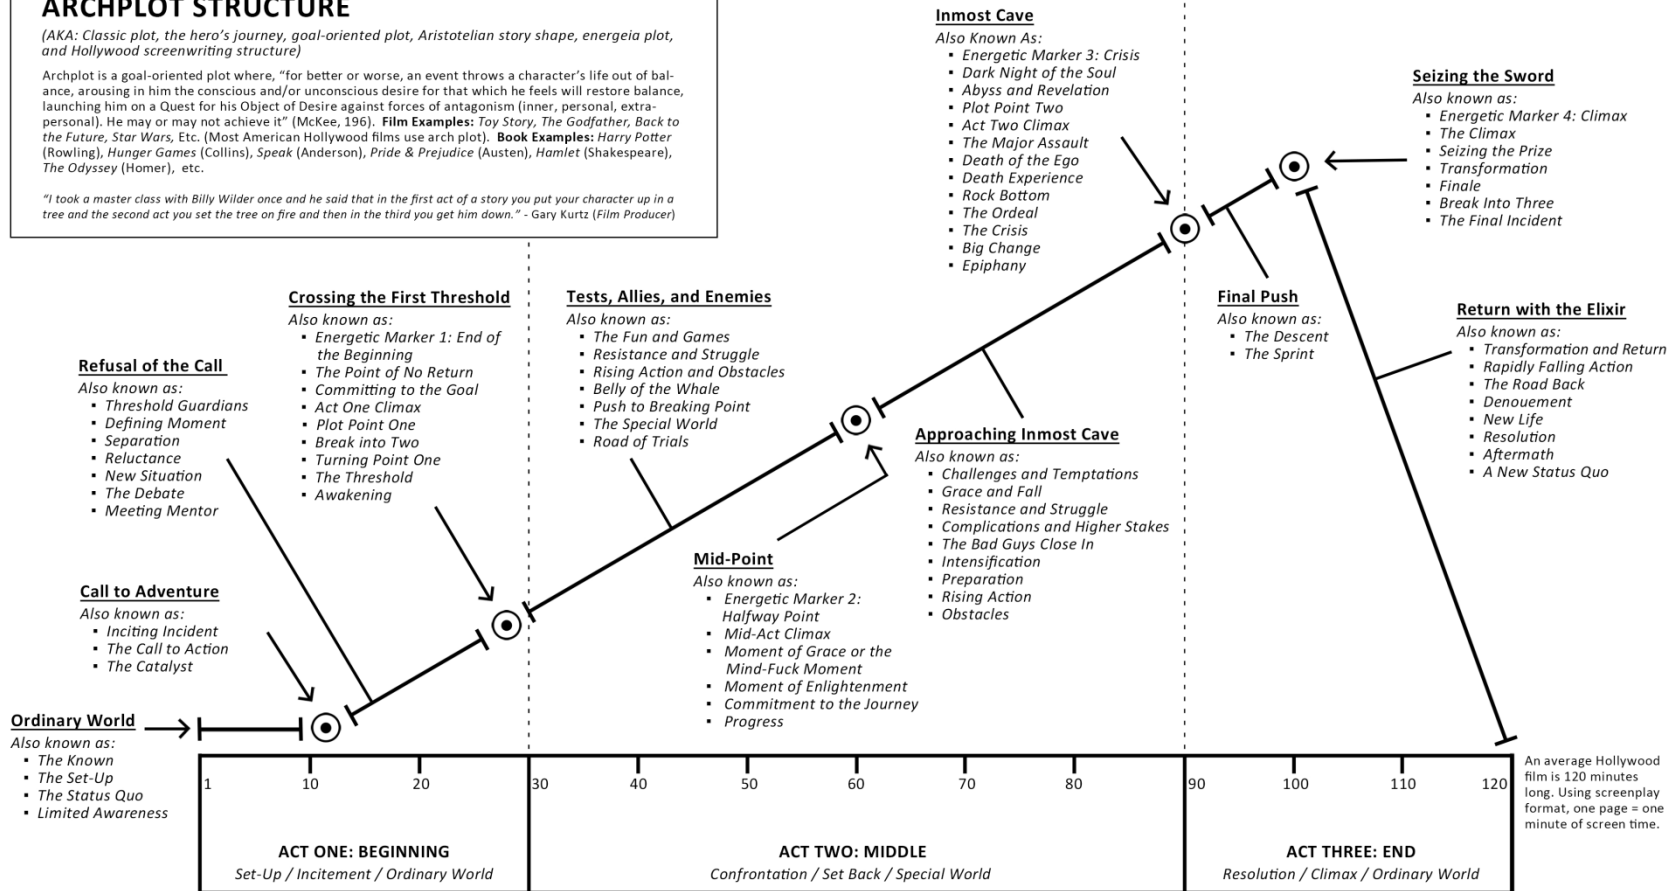 ARCHPLOT STRUCTURE
(AKA: Classic plot, the hero's journey, goal-oriented plot, Aristotelian story shape, energeia plot,
and Hollywood screenwriting structure)
Archplot is a goal-oriented plot where, "for better or worse, an event throws a character's life out of bal-
ance, arousing in him the conscious and/or unconscious desire for that which he feels will restore balance,
launching him on a Quest for his Object of Desire against forces of antagonism (inner, personal, extra-
personal). He may or may not achieve it" (McKee, 196). Film Examples: Toy Story, The Godfather, Back to
the Future, Star Wars, Etc. (Most American Hollywood films use arch plot). Book Examples: Harry Potter
(Rowling), Hunger Games (Collins), Speak (Anderson), Pride & Prejudice (Austen), Hamlet (Shakespeare),
The Odyssey (Homer), etc.
"I took a master class with Billy Wilder once and he said that in the first act of a story you put your character up in a
tree and the second act you set the tree on fire and then in the third you get him down." - Gary Kurtz (Film Producer)
Ordinary World
Also known as:
▪ The Known
▪ The Set-Up
▪ The Status Quo
▪ Limited Awareness
Call to Adventure
Also known as:
▪ Inciting Incident
▪ The Call to Action
▪ The Catalyst
Refusal of the Call
Also known as:
▪ Threshold Guardians
▪ Defining Moment
▪ Separation
▪ Reluctance
▪ New Situation
▪ The Debate
▪ Meeting Mentor
Crossing the First Threshold
Also known as:
▪ Energetic Marker 1: End of
the Beginning
▪ The Point of No Return
▪ Committing to the Goal
▪ Act One Climax
▪ Plot Point One
▪ Break into Two
▪ Turning Point One
▪ The Threshold
▪ Awakening
Tests, Allies, and Enemies
Also known as:
▪ The Fun and Games
▪ Resistance and Struggle
▪ Rising Action and Obstacles
▪ Belly of the Whale
▪ Push to Breaking Point
▪ The Special World
▪ Road of Trials
Mid-Point
Also known as:
▪ Energetic Marker 2:
Halfway Point
▪ Mid-Act Climax
▪ Moment of Grace or the
Mind-Fuck Moment
▪ Moment of Enlightenment
▪ Commitment to the Journey
▪ Progress
Approaching Inmost Cave
Also known as:
▪ Challenges and Temptations
▪ Grace and Fall
▪ Resistance and Struggle
▪ Complications and Higher Stakes
▪ The Bad Guys Close In
▪ Intensification
▪ Preparation
▪ Rising Action
▪ Obstacles
Inmost Cave
Also Known As:
▪ Energetic Marker 3: Crisis
▪ Dark Night of the Soul
▪ Abyss and Revelation
▪ Plot Point Two
▪ Act Two Climax
▪ The Major Assault
▪ Death of the Ego
▪ Death Experience
▪ Rock Bottom
▪ The Ordeal
▪ The Crisis
▪ Big Change
▪ Epiphany
Final Push
Also known as:
▪ The Descent
▪ The Sprint
Seizing the Sword
Also known as:
▪ Energetic Marker 4: Climax
▪ The Climax
▪ Seizing the Prize
▪ Transformation
▪ Finale
▪ Break Into Three
▪ The Final Incident
Return with the Elixir
Also known as:
▪ Transformation and Return
▪ Rapidly Falling Action
▪ The Road Back
▪ Denouement
▪ New Life
▪ Resolution
▪ Aftermath
▪ A New Status Quo
1 10 20 30 40 50 60 70 80 90 100 110 120
An average Hollywood
film is 120 minutes
long. Using screenplay
format, one page = one
minute of screen time.
ACT ONE: BEGINNING
Set-Up / Incitement / Ordinary World
ACT TWO: MIDDLE
Confrontation / Set Back / Special World
ACT THREE: END
Resolution / Climax / Ordinary World